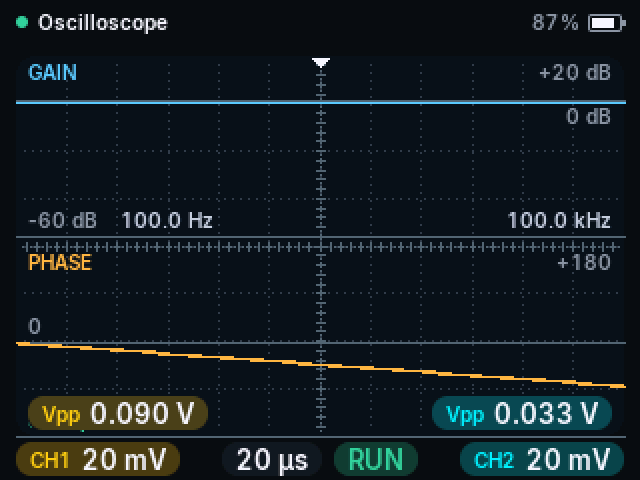 Oscilloscope 87%
GAIN +20 dB
0 dB
-60 dB 100.0 Hz 100.0 kHz
PHASE +180
0
Vpp 0.090 V Vpp 0.033 V
CH1 20 mV 20 µs RUN CH2 20 mV